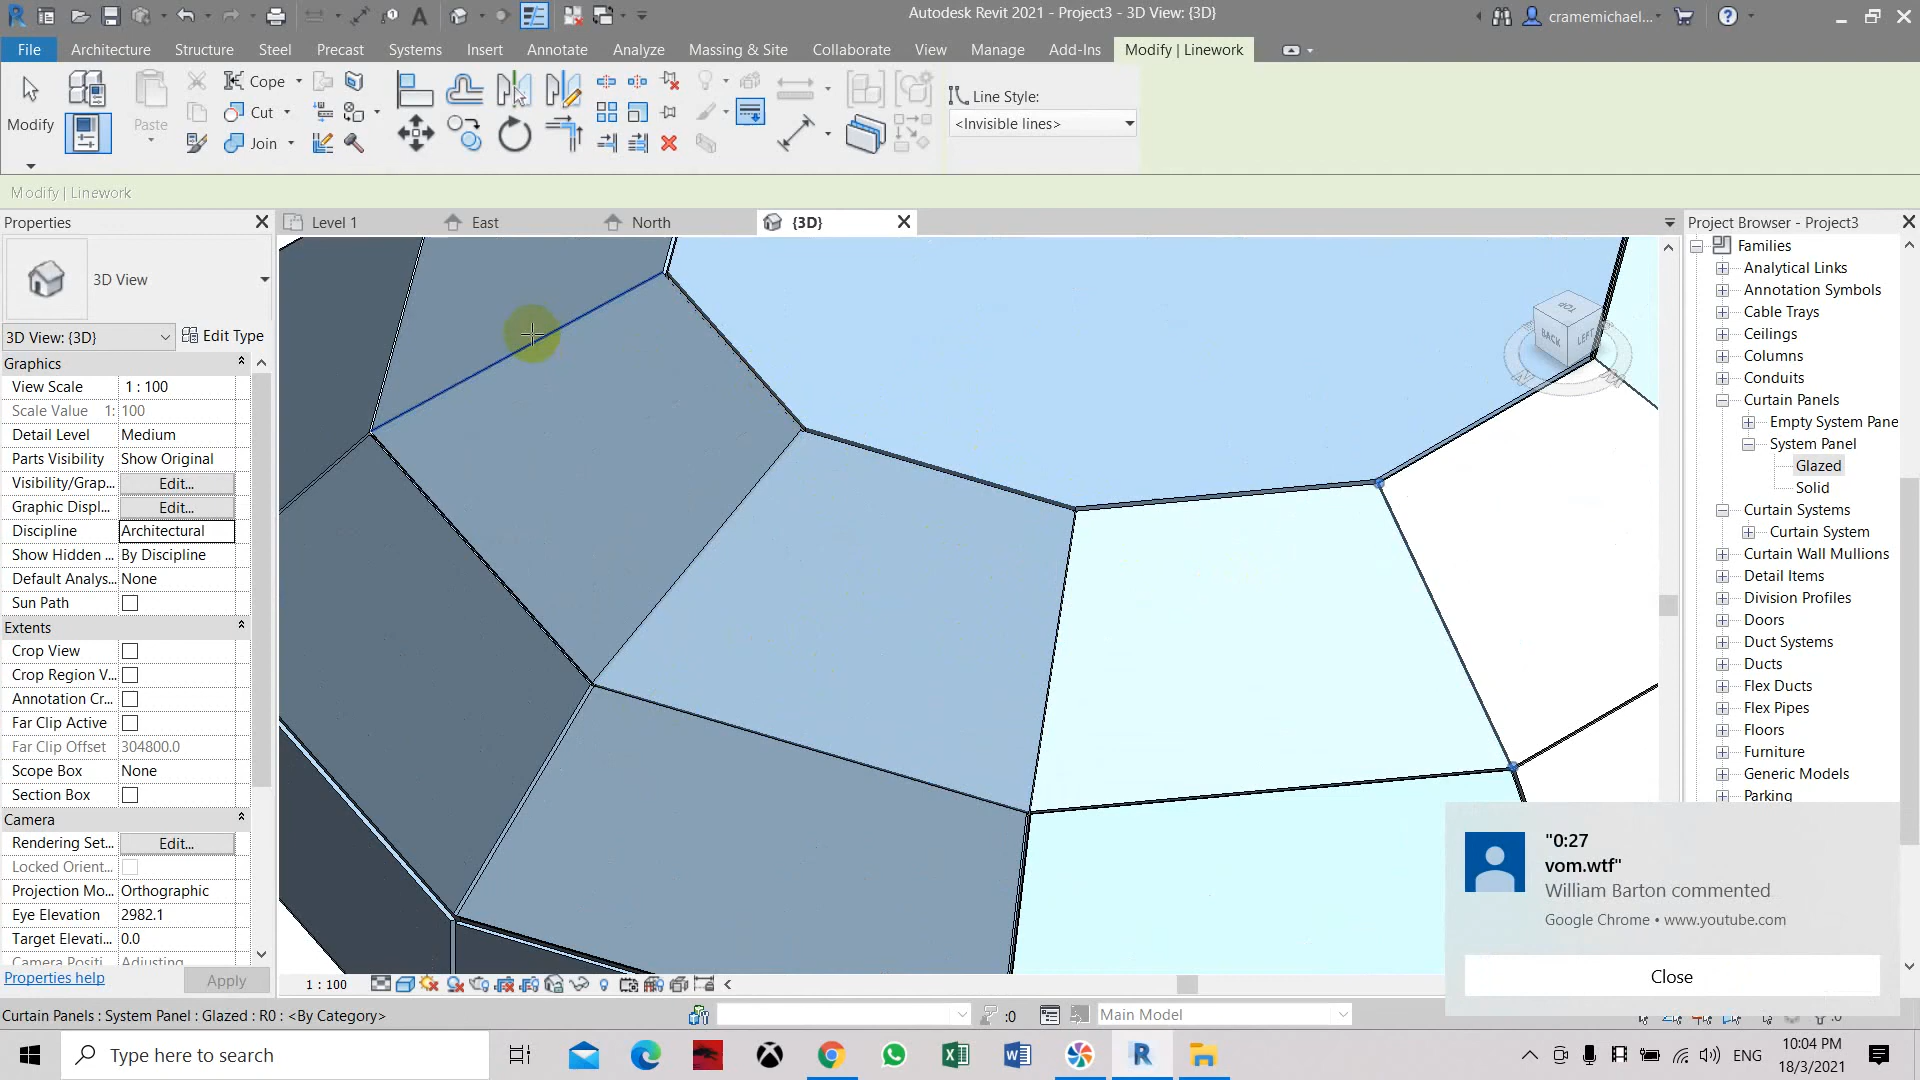 Autodesk Revit 2021 - Project3 - 3D View: {3D}
cramemichael...
File
Architecture
Structure
Steel
Precast
Systems
Insert
Annotate
Analyze
Massing & Site
Collaborate
View
Manage
Add-Ins
Modify | Linework
Modify
Paste
Cope
Cut
Join
Line Style:
<Invisible lines>
Modify | Linework
Properties
3D View
3D View: {3D}
Edit Type
Graphics
View Scale 1 : 100
Scale Value 1: 100
Detail Level Medium
Parts Visibility Show Original
Visibility/Grap... Edit...
Graphic Displ... Edit...
Discipline Architectural
Show Hidden ... By Discipline
Default Analys... None
Sun Path
Extents
Crop View
Crop Region V...
Annotation Cr...
Far Clip Active
Far Clip Offset 304800.0
Scope Box None
Section Box
Camera
Rendering Set... Edit...
Locked Orient...
Projection Mo... Orthographic
Eye Elevation 2982.1
Target Elevati... 0.0
Camera Positi... Adjusting
Properties help
Apply
Level 1
East
North
{3D}
TOP
BACK
LEFT
Project Browser - Project3
Families
Analytical Links
Annotation Symbols
Cable Trays
Ceilings
Columns
Conduits
Curtain Panels
Empty System Pane
System Panel
Glazed
Solid
Curtain Systems
Curtain System
Curtain Wall Mullions
Detail Items
Division Profiles
Doors
Duct Systems
Ducts
Flex Ducts
Flex Pipes
Floors
Furniture
Generic Models
Parking
"0:27
vom.wtf"
William Barton commented
Google Chrome • www.youtube.com
Close
1 : 100
Curtain Panels : System Panel : Glazed : R0 : <By Category>
:0
Main Model
:0
Type here to search
ENG
10:04 PM
18/3/2021